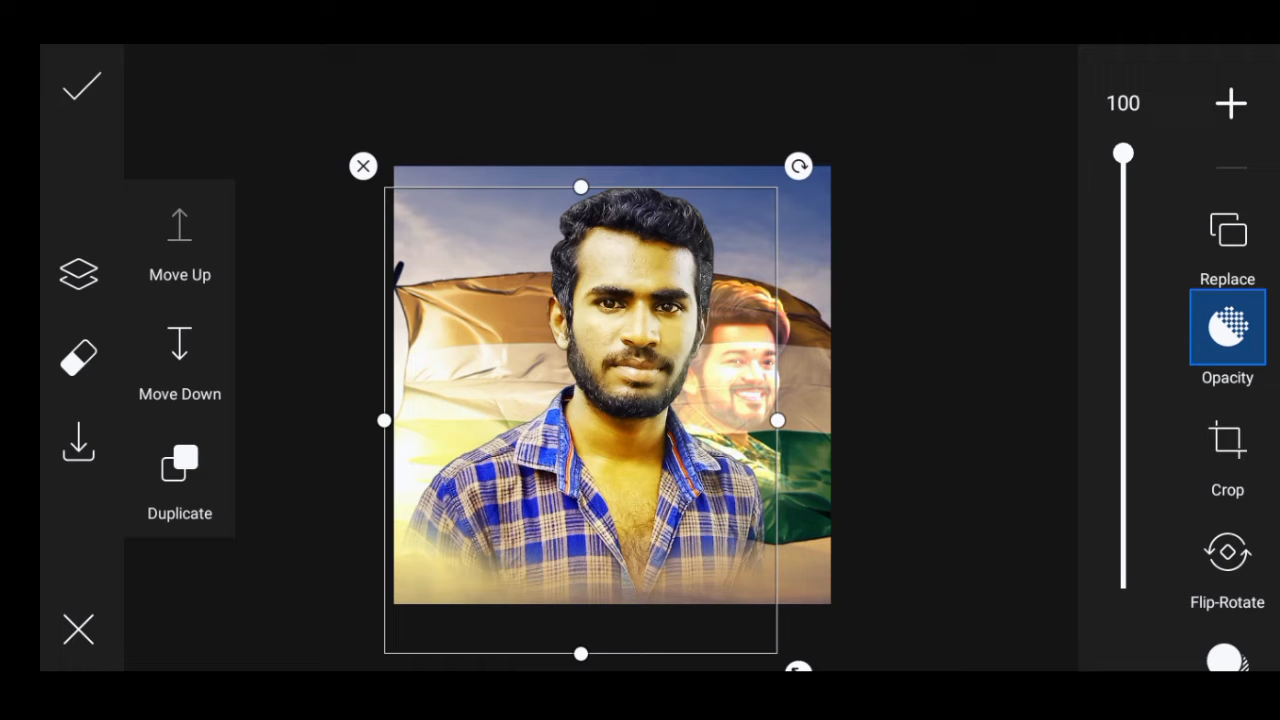 100
Move Up
Move Down
Duplicate
Replace
Opacity
Crop
Flip-Rotate